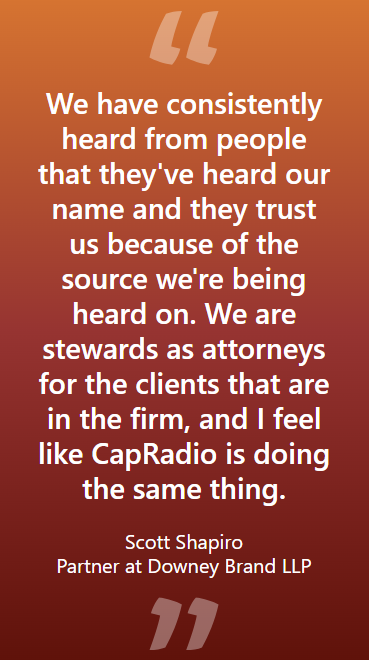 “
We have consistently
heard from people
that they've heard our
name and they trust
us because of the
source we're being
heard on. We are
stewards as attorneys
for the clients that are
in the firm, and I feel
like CapRadio is doing
the same thing.
Scott Shapiro
Partner at Downey Brand LLP
”